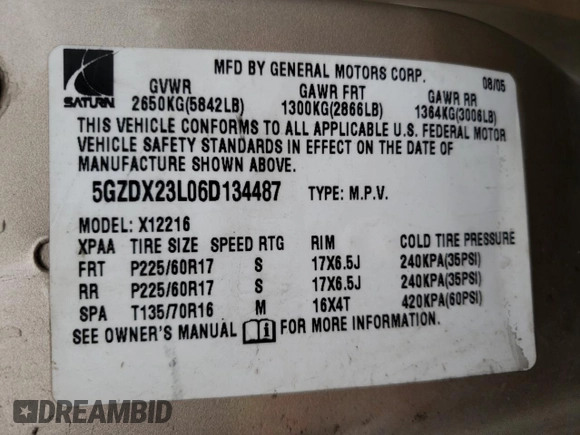 SATURN
MFD BY GENERAL MOTORS CORP.
08/05
GVWR GAWR FRT GAWR RR
2650KG(5842LB) 1300KG(2866LB) 1364KG(3006LB)
THIS VEHICLE CONFORMS TO ALL APPLICABLE U.S. FEDERAL MOTOR
VEHICLE SAFETY STANDARDS IN EFFECT ON THE DATE OF
MANUFACTURE SHOWN ABOVE.
5GZDX23L06D134487 TYPE: M.P.V.
MODEL: X12216
XPAA TIRE SIZE SPEED RTG RIM COLD TIRE PRESSURE
FRT P225/60R17 S 17X6.5J 240KPA(35PSI)
RR P225/60R17 S 17X6.5J 240KPA(35PSI)
SPA T135/70R16 M 16X4T 420KPA(60PSI)
SEE OWNER'S MANUAL FOR MORE INFORMATION.
DREAMBID